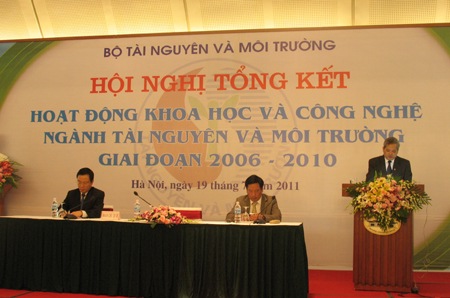 BỘ TÀI NGUYÊN VÀ MÔI TRƯỜNG
HỘI NGHỊ TỔNG KẾT
HOẠT ĐỘNG KHOA HỌC VÀ CÔNG NGHỆ
NGÀNH TÀI NGUYÊN VÀ MÔI TRƯỜNG
GIAI ĐOẠN 2006 - 2010
Hà Nội, ngày 19 tháng 2011